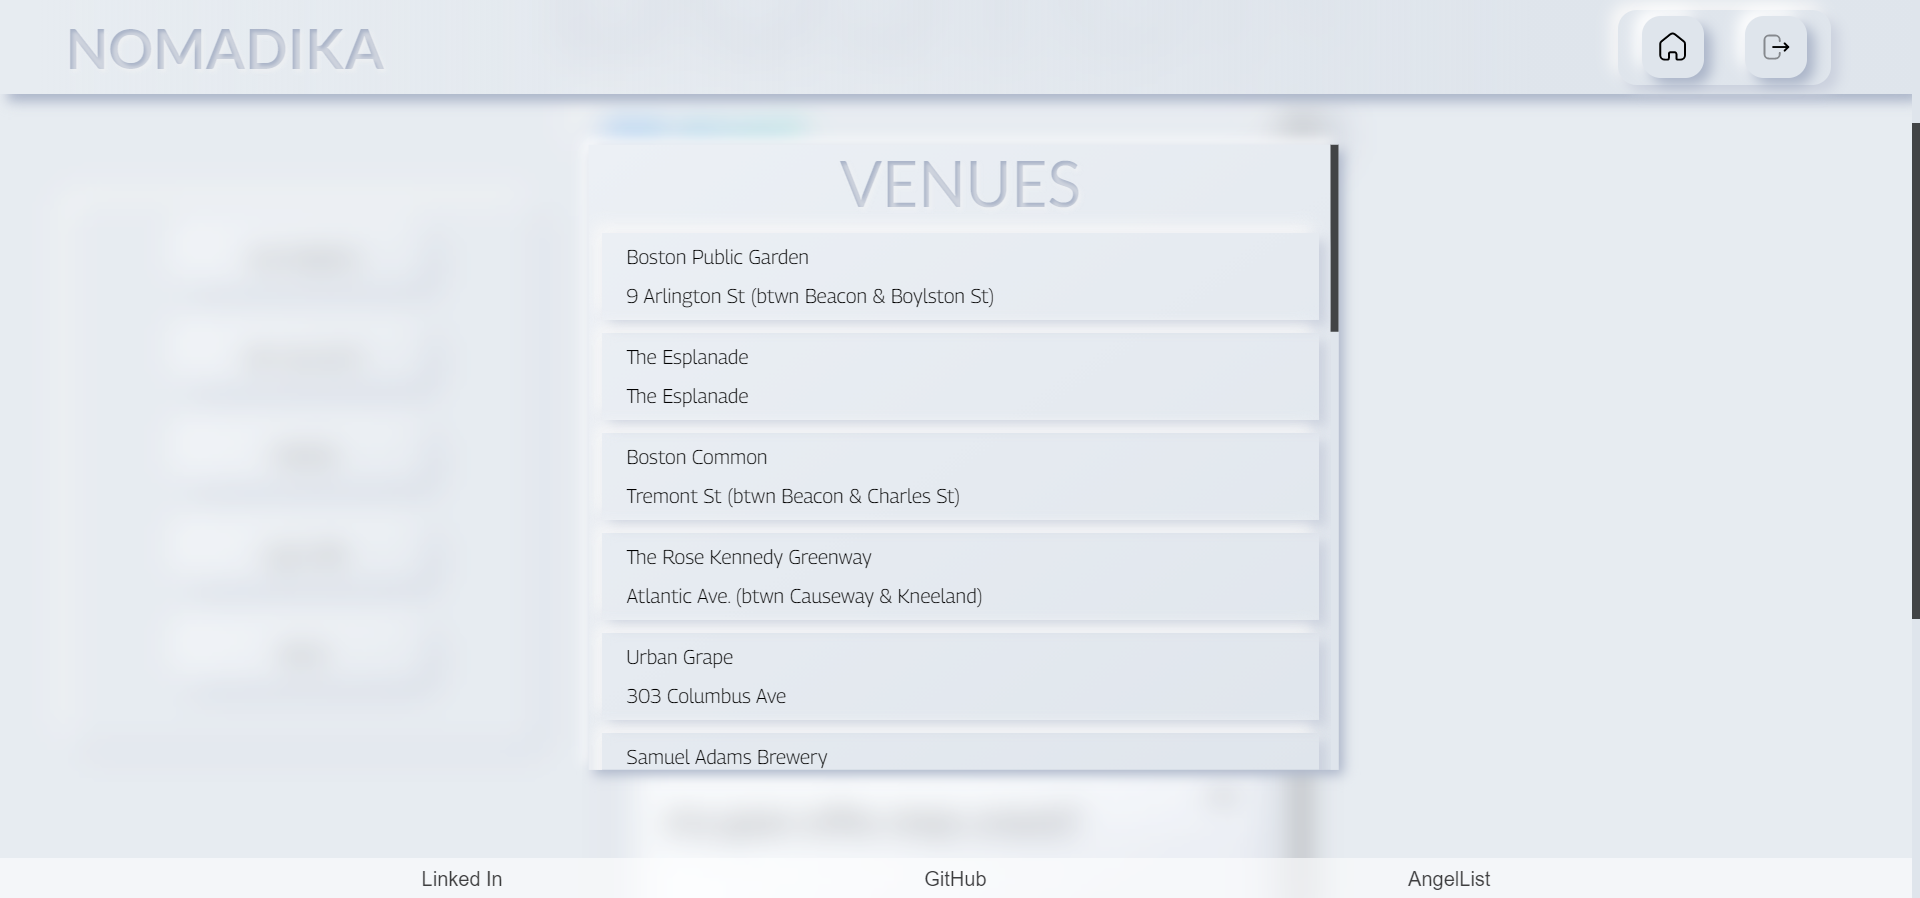 NOMADIKA
VENUES
Boston Public Garden
9 Arlington St (btwn Beacon & Boylston St)
The Esplanade
The Esplanade
Boston Common
Tremont St (btwn Beacon & Charles St)
The Rose Kennedy Greenway
Atlantic Ave. (btwn Causeway & Kneeland)
Urban Grape
303 Columbus Ave
Samuel Adams Brewery
Linked In
GitHub
AngelList